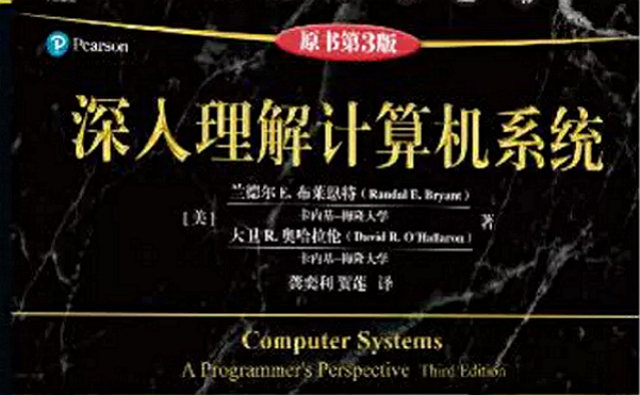 Pearson
原书第3版
深入理解计算机系统
兰德尔 E. 布莱恩特 (Randal E. Bryant)
卡内基-梅隆大学
[美] 著
大卫 R. 奥哈拉伦 (David R. O'Hallaron)
卡内基-梅隆大学
龚奕利 贺莲 译
Computer Systems
A Programmer's Perspective Third Edition